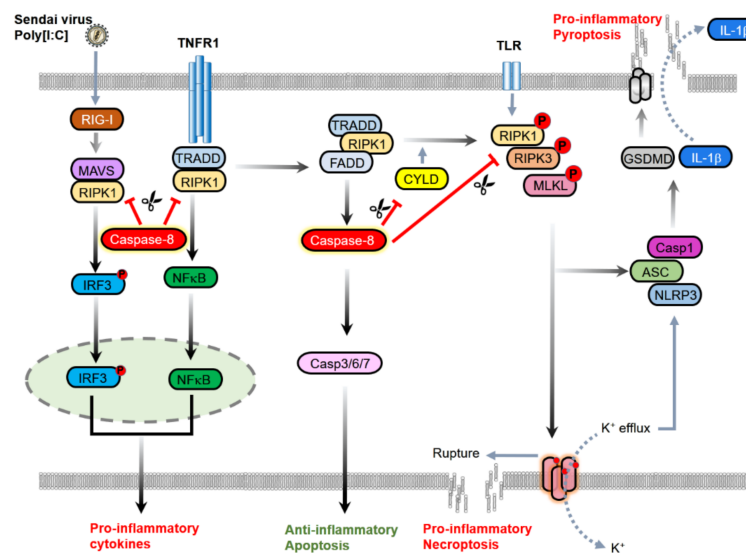 Sendai virus
Poly[I:C]
TNFR1
TLR
Pro-inflammatory
Pyroptosis
IL-1β
RIG-I
MAVS
RIPK1
TRADD
RIPK1
TRADD
RIPK1
FADD
CYLD
RIPK1
P
RIPK3
P
MLKL
P
GSDMD
IL-1β
Caspase-8
Caspase-8
Casp1
ASC
NLRP3
IRF3
P
NFκB
IRF3
P
NFκB
Casp3/6/7
K⁺ efflux
Rupture
K⁺
Pro-inflammatory
cytokines
Anti-inflammatory
Apoptosis
Pro-inflammatory
Necroptosis